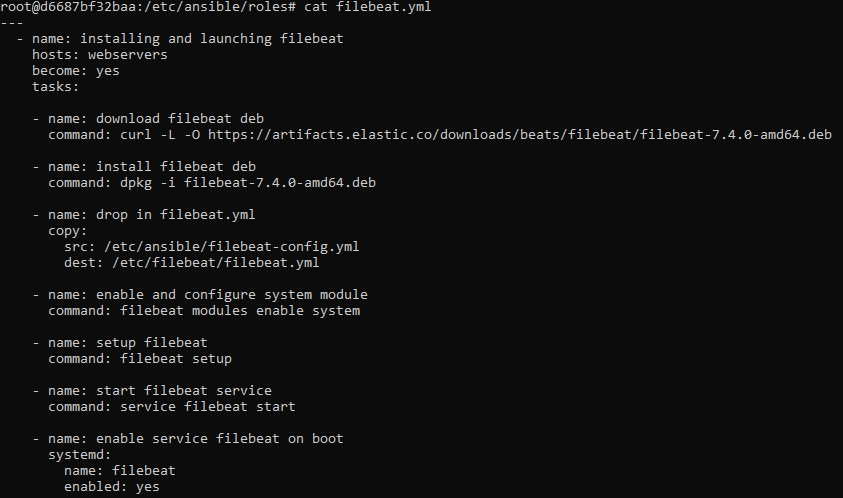 root@d6687bf32baa:/etc/ansible/roles# cat filebeat.yml
---
  - name: installing and launching filebeat
    hosts: webservers
    become: yes
    tasks:

    - name: download filebeat deb
      command: curl -L -O https://artifacts.elastic.co/downloads/beats/filebeat/filebeat-7.4.0-amd64.deb

    - name: install filebeat deb
      command: dpkg -i filebeat-7.4.0-amd64.deb

    - name: drop in filebeat.yml
      copy:
        src: /etc/ansible/filebeat-config.yml
        dest: /etc/filebeat/filebeat.yml

    - name: enable and configure system module
      command: filebeat modules enable system

    - name: setup filebeat
      command: filebeat setup

    - name: start filebeat service
      command: service filebeat start

    - name: enable service filebeat on boot
      systemd:
        name: filebeat
        enabled: yes